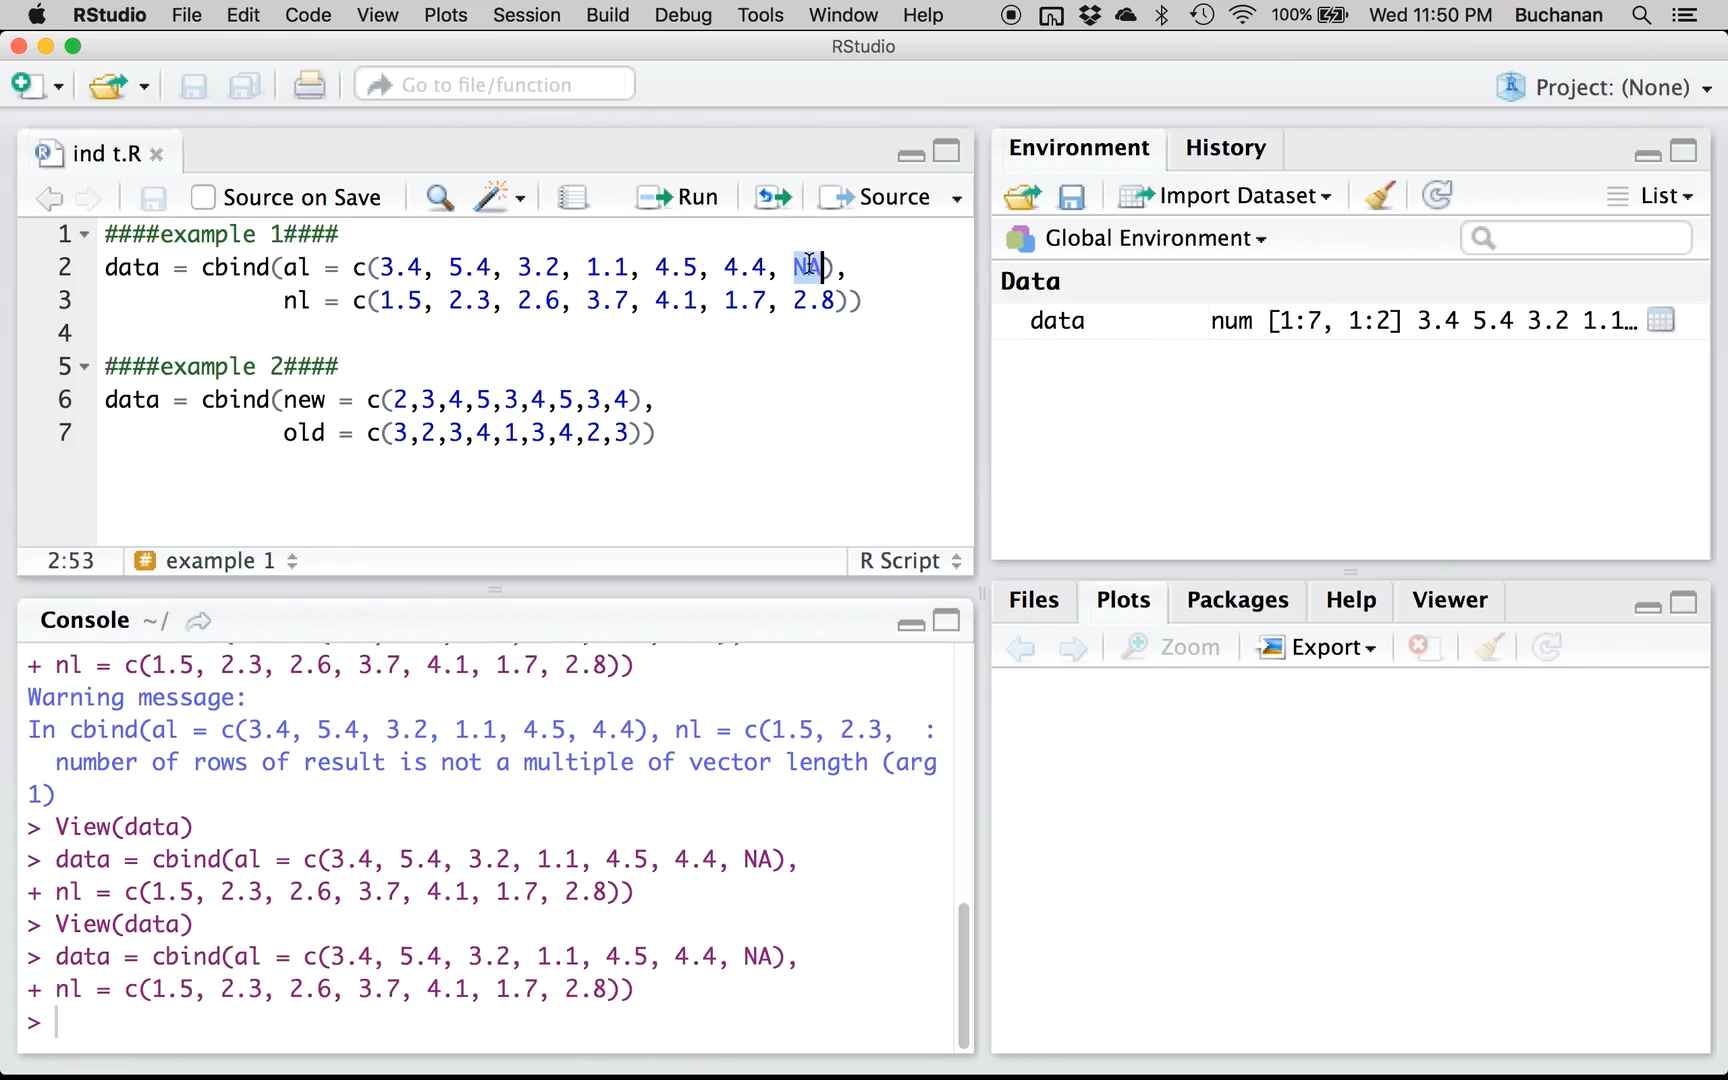 RStudio File Edit Code View Plots Session Build Debug Tools Window Help 100% Wed 11:50 PM Buchanan
RStudio
Go to file/function
Project: (None)
ind t.R
Source on Save
Run
Source
1 ####example 1####
2 data = cbind(al = c(3.4, 5.4, 3.2, 1.1, 4.5, 4.4, NA),
3 nl = c(1.5, 2.3, 2.6, 3.7, 4.1, 1.7, 2.8))
4
5 ####example 2####
6 data = cbind(new = c(2,3,4,5,3,4,5,3,4),
7 old = c(3,2,3,4,1,3,4,2,3))
2:53 # example 1 R Script
Console ~/
+ nl = c(1.5, 2.3, 2.6, 3.7, 4.1, 1.7, 2.8))
Warning message:
In cbind(al = c(3.4, 5.4, 3.2, 1.1, 4.5, 4.4), nl = c(1.5, 2.3,  :
number of rows of result is not a multiple of vector length (arg
1)
> View(data)
> data = cbind(al = c(3.4, 5.4, 3.2, 1.1, 4.5, 4.4, NA),
+ nl = c(1.5, 2.3, 2.6, 3.7, 4.1, 1.7, 2.8))
> View(data)
> data = cbind(al = c(3.4, 5.4, 3.2, 1.1, 4.5, 4.4, NA),
+ nl = c(1.5, 2.3, 2.6, 3.7, 4.1, 1.7, 2.8))
>
Environment History
Import Dataset List
Global Environment
Data
data num [1:7, 1:2] 3.4 5.4 3.2 1.1…
Files Plots Packages Help Viewer
Zoom Export